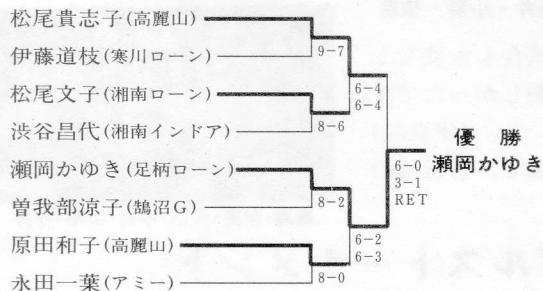 松尾貴志子(高麗山)
9-7
伊藤道枝(寒川ローン)
6-4
6-4
松尾文子(湘南ローン)
8-6
渋谷昌代(湘南インドア)
優勝
瀬岡かゆき
6-0
3-1
RET
瀬岡かゆき(足柄ローン)
8-2
曽我部涼子(鵠沼G)
6-2
6-3
原田和子(高麗山)
8-0
永田一葉(アミー)